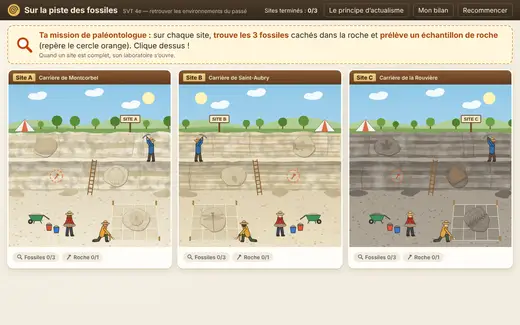 Sur la piste des fossiles
SVT 4e — retrouver les environnements du passé
Sites terminés : 0/3
Le principe d'actualisme
Mon bilan
Recommencer
Ta mission de paléontologue : sur chaque site, trouve les 3 fossiles cachés dans la roche et prélève un échantillon de roche
(repère le cercle orange). Clique dessus !
Quand un site est complet, son laboratoire s'ouvre.
Site A Carrière de Montcorbel
Site B Carrière de Saint-Aubry
Site C Carrière de la Rouvière
SITE A
SITE B
SITE C
Fossiles 0/3 Roche 0/1
Fossiles 0/3 Roche 0/1
Fossiles 0/3 Roche 0/1